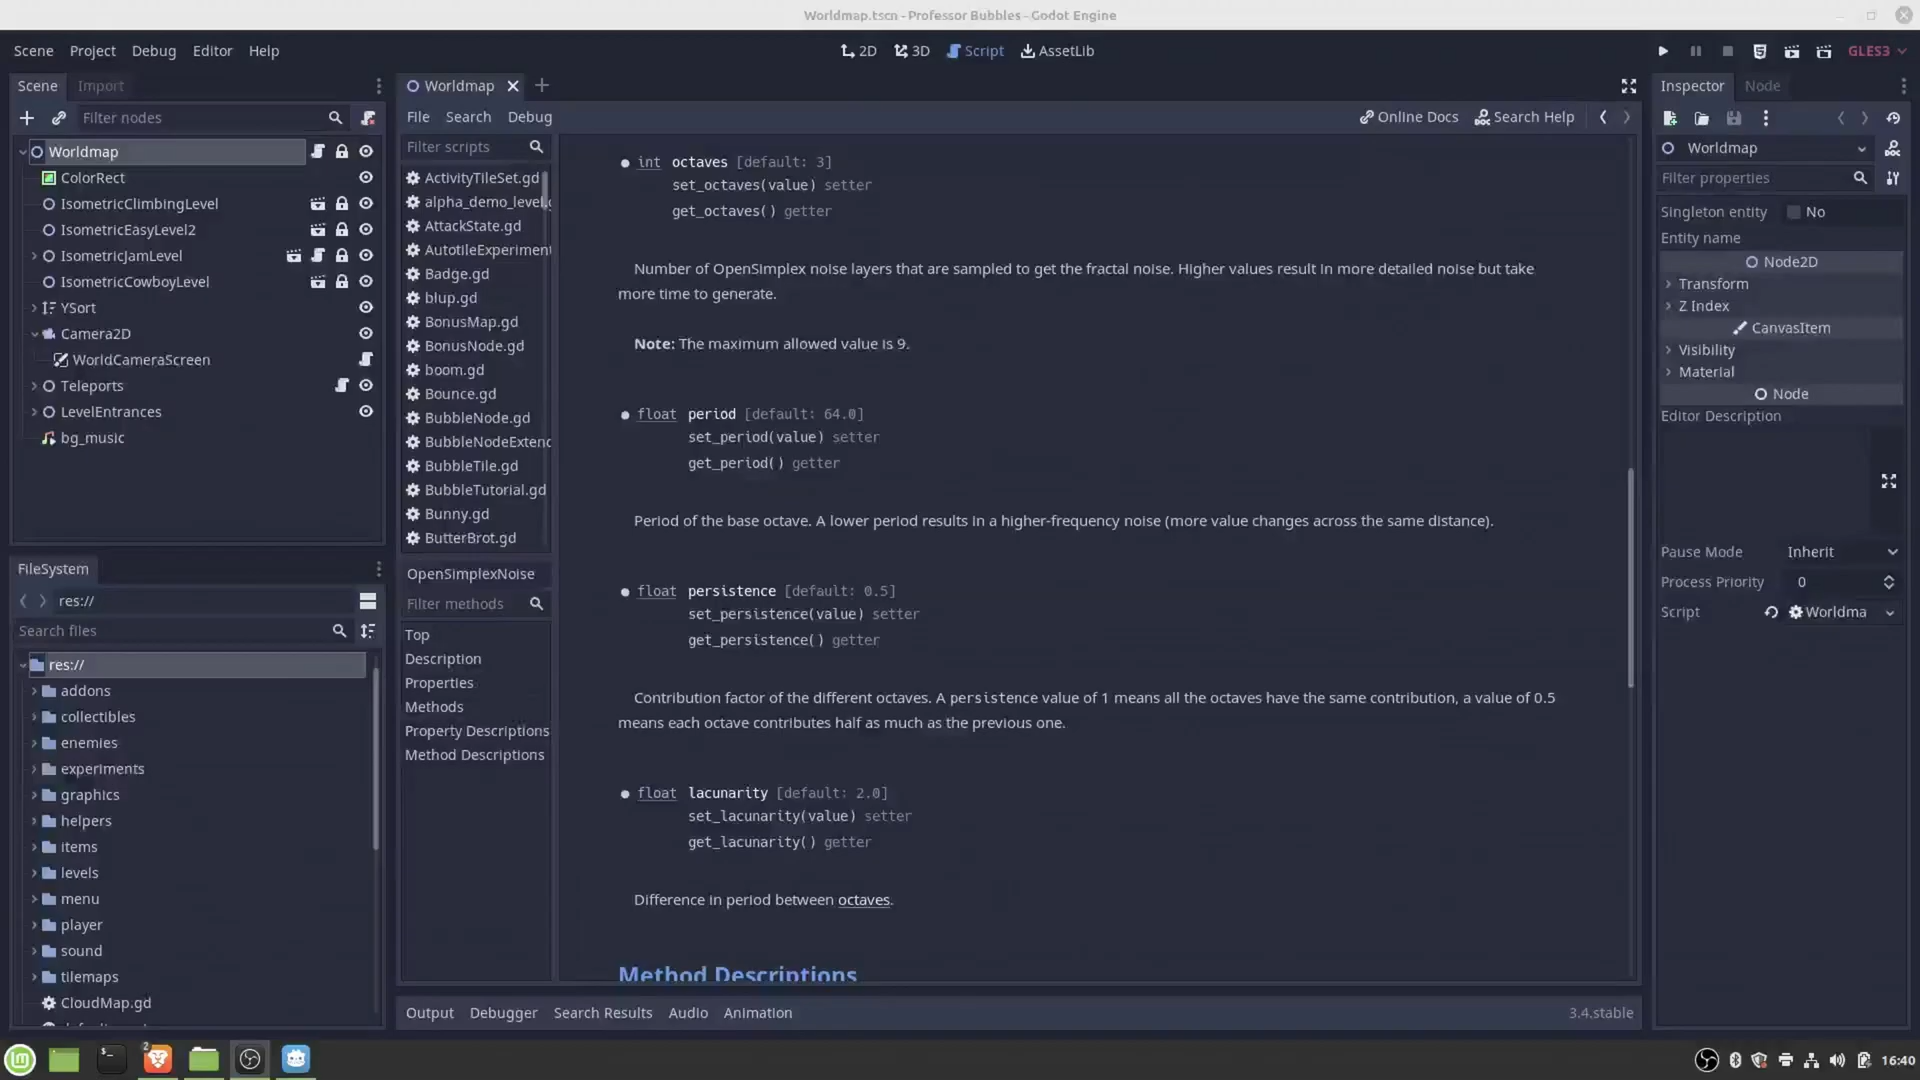 Worldmap.tscn - Professor Bubbles - Godot Engine
Scene Project Debug Editor Help
2D 3D Script AssetLib
GLES3
Scene Import
Filter nodes
Worldmap
ColorRect
IsometricClimbingLevel
IsometricEasyLevel2
IsometricJamLevel
IsometricCowboyLevel
YSort
Camera2D
WorldCameraScreen
Teleports
LevelEntrances
bg_music
FileSystem
res://
Search files
res://
addons
collectibles
enemies
experiments
graphics
helpers
items
levels
menu
player
sound
tilemaps
CloudMap.gd
Worldmap
File Search Debug
Online Docs Search Help
Filter scripts
ActivityTileSet.gd
alpha_demo_level.
AttackState.gd
AutotileExperiment
Badge.gd
blup.gd
BonusMap.gd
BonusNode.gd
boom.gd
Bounce.gd
BubbleNode.gd
BubbleNodeExtend
BubbleTile.gd
BubbleTutorial.gd
Bunny.gd
ButterBrot.gd
OpenSimplexNoise
Filter methods
Top
Description
Properties
Methods
Property Descriptions
Method Descriptions
int octaves [default: 3]
set_octaves(value) setter
get_octaves() getter
Number of OpenSimplex noise layers that are sampled to get the fractal noise. Higher values result in more detailed noise but take
more time to generate.
Note: The maximum allowed value is 9.
float period [default: 64.0]
set_period(value) setter
get_period() getter
Period of the base octave. A lower period results in a higher-frequency noise (more value changes across the same distance).
float persistence [default: 0.5]
set_persistence(value) setter
get_persistence() getter
Contribution factor of the different octaves. A persistence value of 1 means all the octaves have the same contribution, a value of 0.5
means each octave contributes half as much as the previous one.
float lacunarity [default: 2.0]
set_lacunarity(value) setter
get_lacunarity() getter
Difference in period between octaves.
Method Descriptions
Output Debugger Search Results Audio Animation
3.4.stable
Inspector Node
Worldmap
Filter properties
Singleton entity No
Entity name
Node2D
Transform
Z Index
CanvasItem
Visibility
Material
Node
Editor Description
Pause Mode Inherit
Process Priority 0
Script Worldma
2
16:40